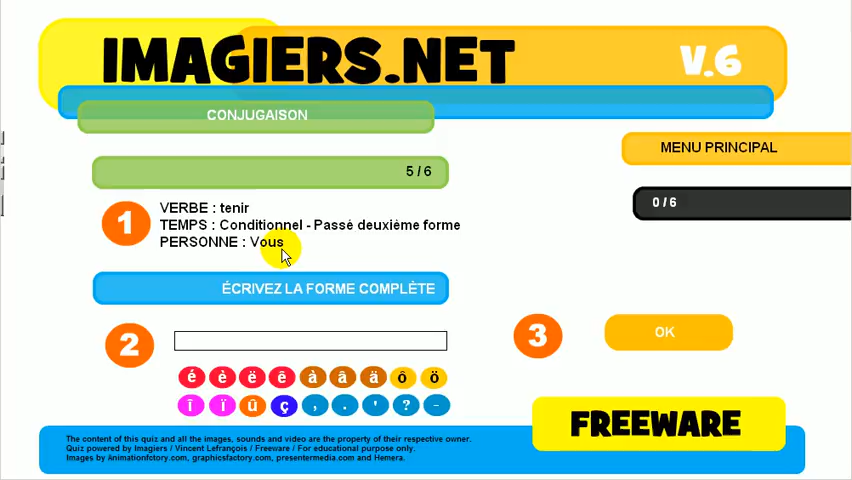 IMAGIERS.NET
V.6
CONJUGAISON
MENU PRINCIPAL
5 / 6
0 / 6
1
VERBE : tenir
TEMPS : Conditionnel - Passé deuxième forme
PERSONNE : Vous
ÉCRIVEZ LA FORME COMPLÈTE
2
3
OK
é è ë ê à â ä ô ö
î ï û ç , . ' ? -
FREEWARE
The content of this quiz and all the images, sounds and video are the property of their respective owner.
Quiz powered by Imagiers / Vincent Lefrançois / Freeware / For educational purpose only.
Images by Animationfctory.com, graphicsfactory.com, presentermedia.com and Hemera.